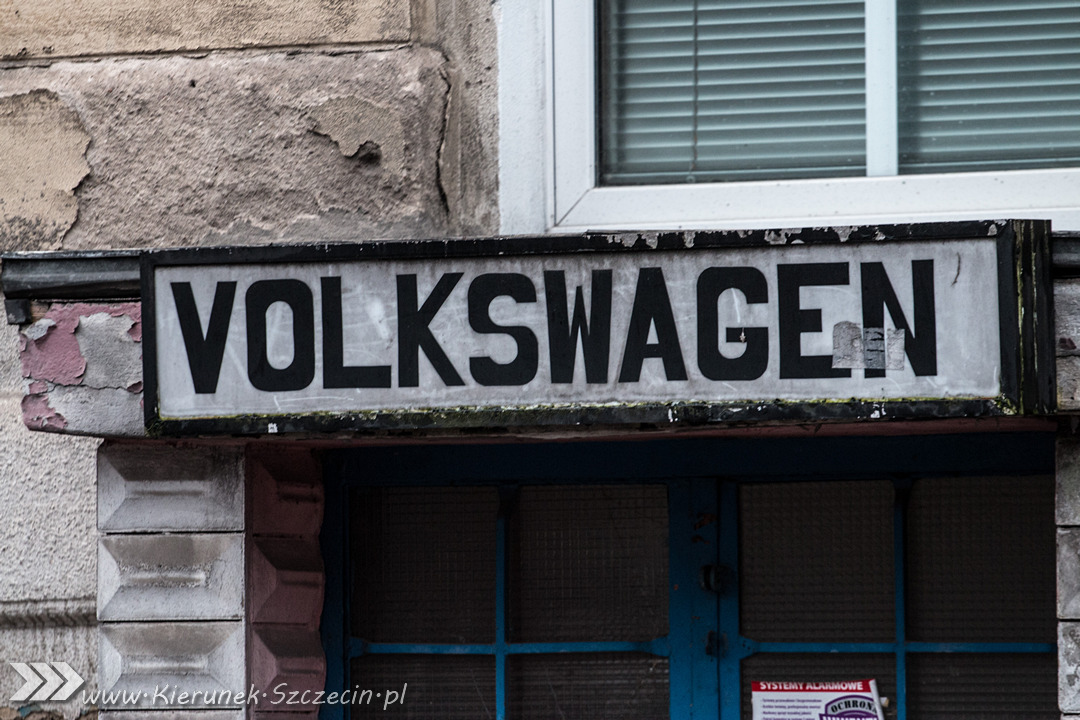 VOLKSWAGEN
SYSTEMY ALARMOWE
OCHRONA
www.Kierunek-Szczecin.pl